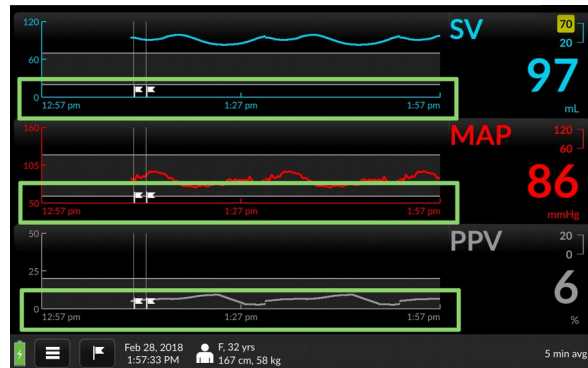 120
60
0
12:57 pm 1:27 pm 1:57 pm
SV
70
20
97
mL
160
105
50
12:57 pm 1:27 pm 1:57 pm
MAP
120
60
86
mmHg
50
25
0
12:57 pm 1:27 pm 1:57 pm
PPV
20
0
6
%
Feb 28, 2018
1:57:33 PM
F, 32 yrs
167 cm, 58 kg
5 min avg